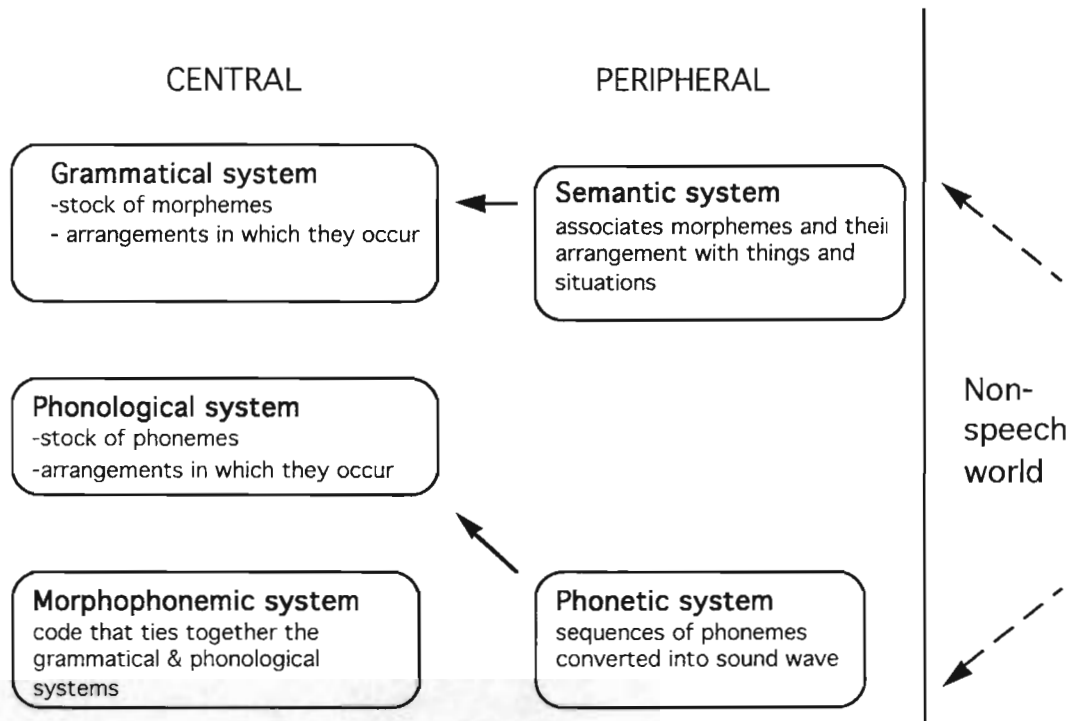 CENTRAL
PERIPHERAL
Grammatical system
-stock of morphemes
- arrangements in which they occur
Semantic system
associates morphemes and their
arrangement with things and
situations
Phonological system
-stock of phonemes
-arrangements in which they occur
Non-
speech
world
Morphophonemic system
code that ties together the
grammatical & phonological
systems
Phonetic system
sequences of phonemes
converted into sound wave